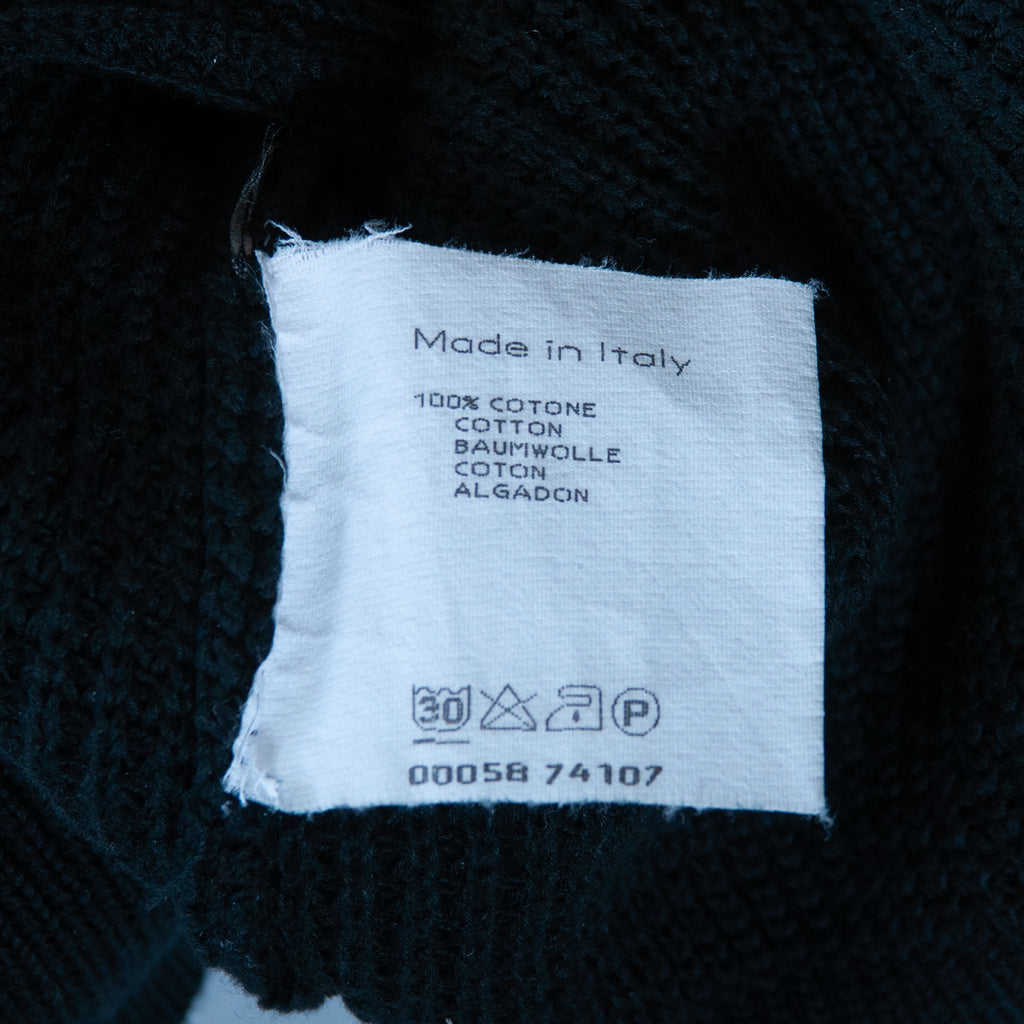 Made in Italy
100% COTONE
COTTON
BAUMWOLLE
COTON
ALGADON
30 P
00058 74107